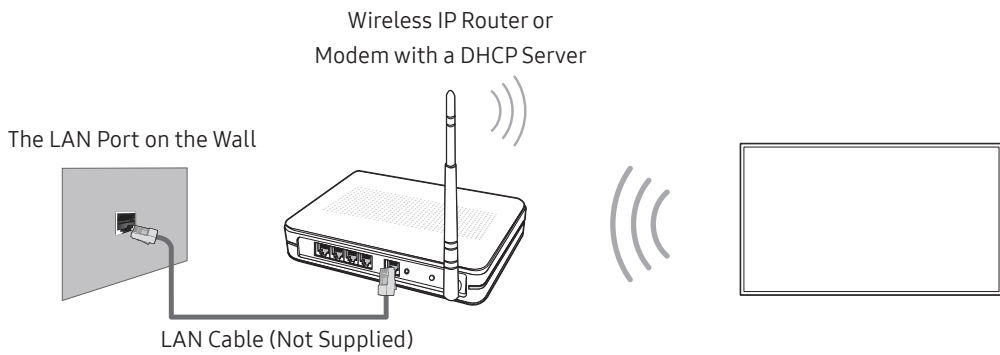 Wireless IP Router or
Modem with a DHCP Server
The LAN Port on the Wall
LAN Cable (Not Supplied)